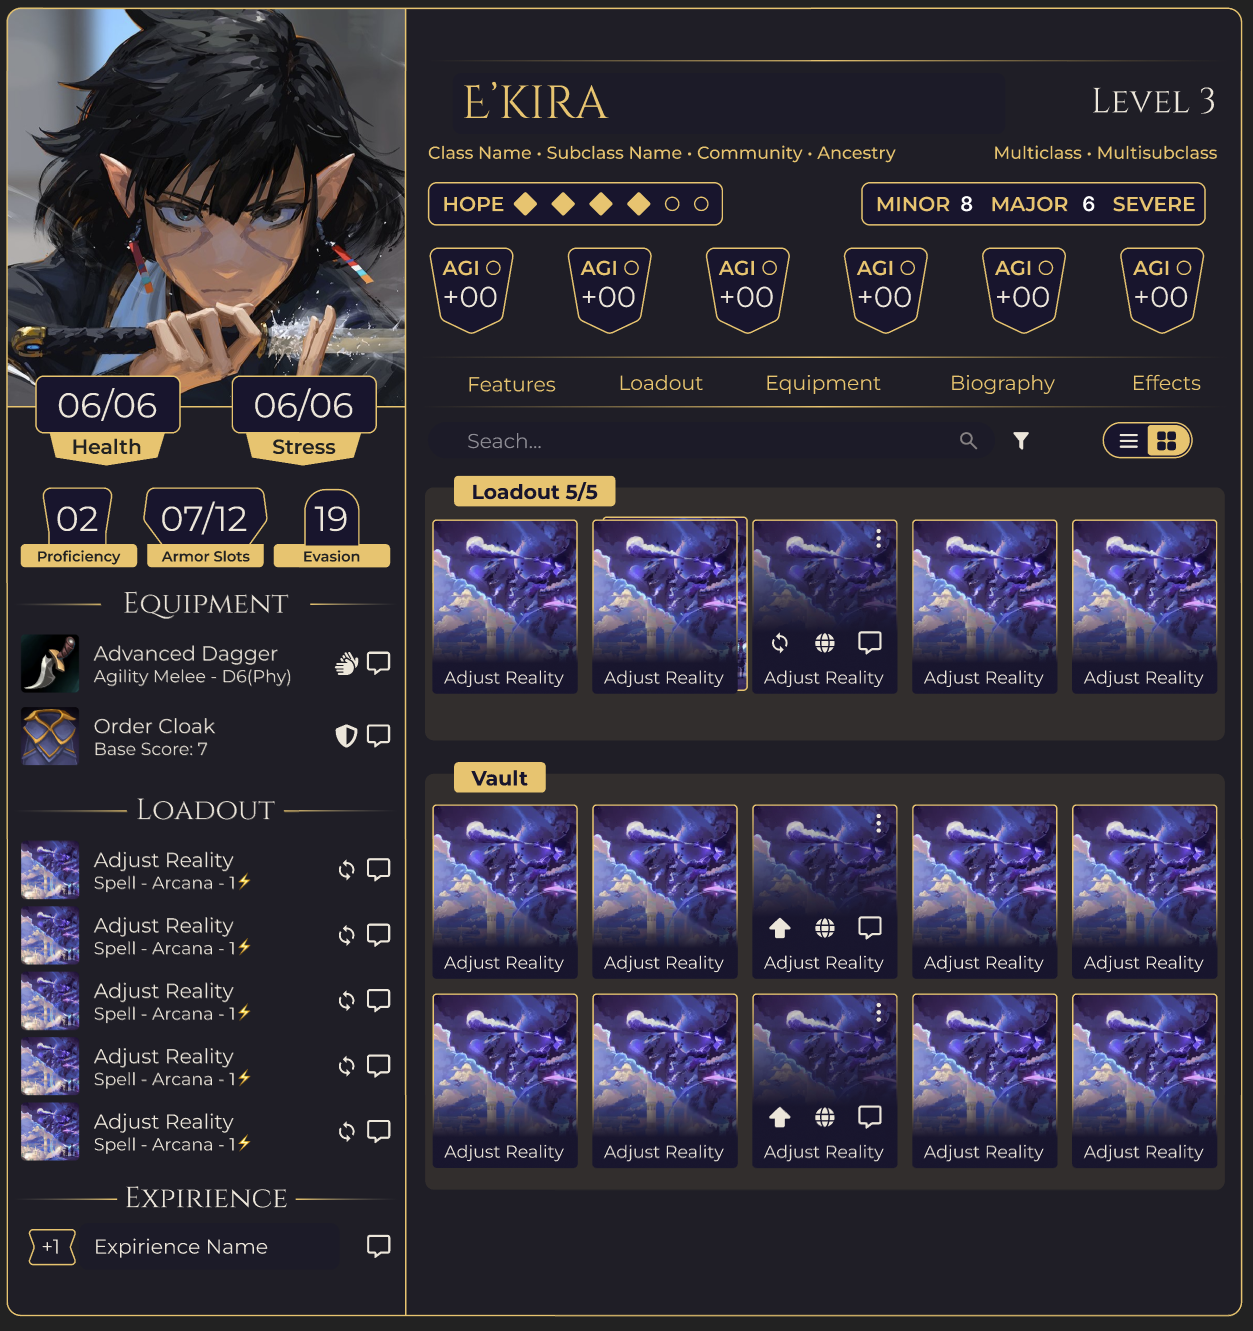 E'KIRA
LEVEL 3
Class Name • Subclass Name • Community • Ancestry
Multiclass • Multisubclass
HOPE
MINOR 8 MAJOR 6 SEVERE
AGI AGI AGI AGI AGI AGI
+00 +00 +00 +00 +00 +00
Features Loadout Equipment Biography Effects
Seach...
Loadout 5/5
Adjust Reality Adjust Reality Adjust Reality Adjust Reality Adjust Reality
Vault
Adjust Reality Adjust Reality Adjust Reality Adjust Reality Adjust Reality
Adjust Reality Adjust Reality Adjust Reality Adjust Reality Adjust Reality
06/06 06/06
Health Stress
02 07/12 19
Proficiency Armor Slots Evasion
EQUIPMENT
Advanced Dagger
Agility Melee - D6(Phy)
Order Cloak
Base Score: 7
LOADOUT
Adjust Reality
Spell - Arcana - 1⚡
Adjust Reality
Spell - Arcana - 1⚡
Adjust Reality
Spell - Arcana - 1⚡
Adjust Reality
Spell - Arcana - 1⚡
Adjust Reality
Spell - Arcana - 1⚡
EXPIRIENCE
+1 Expirience Name